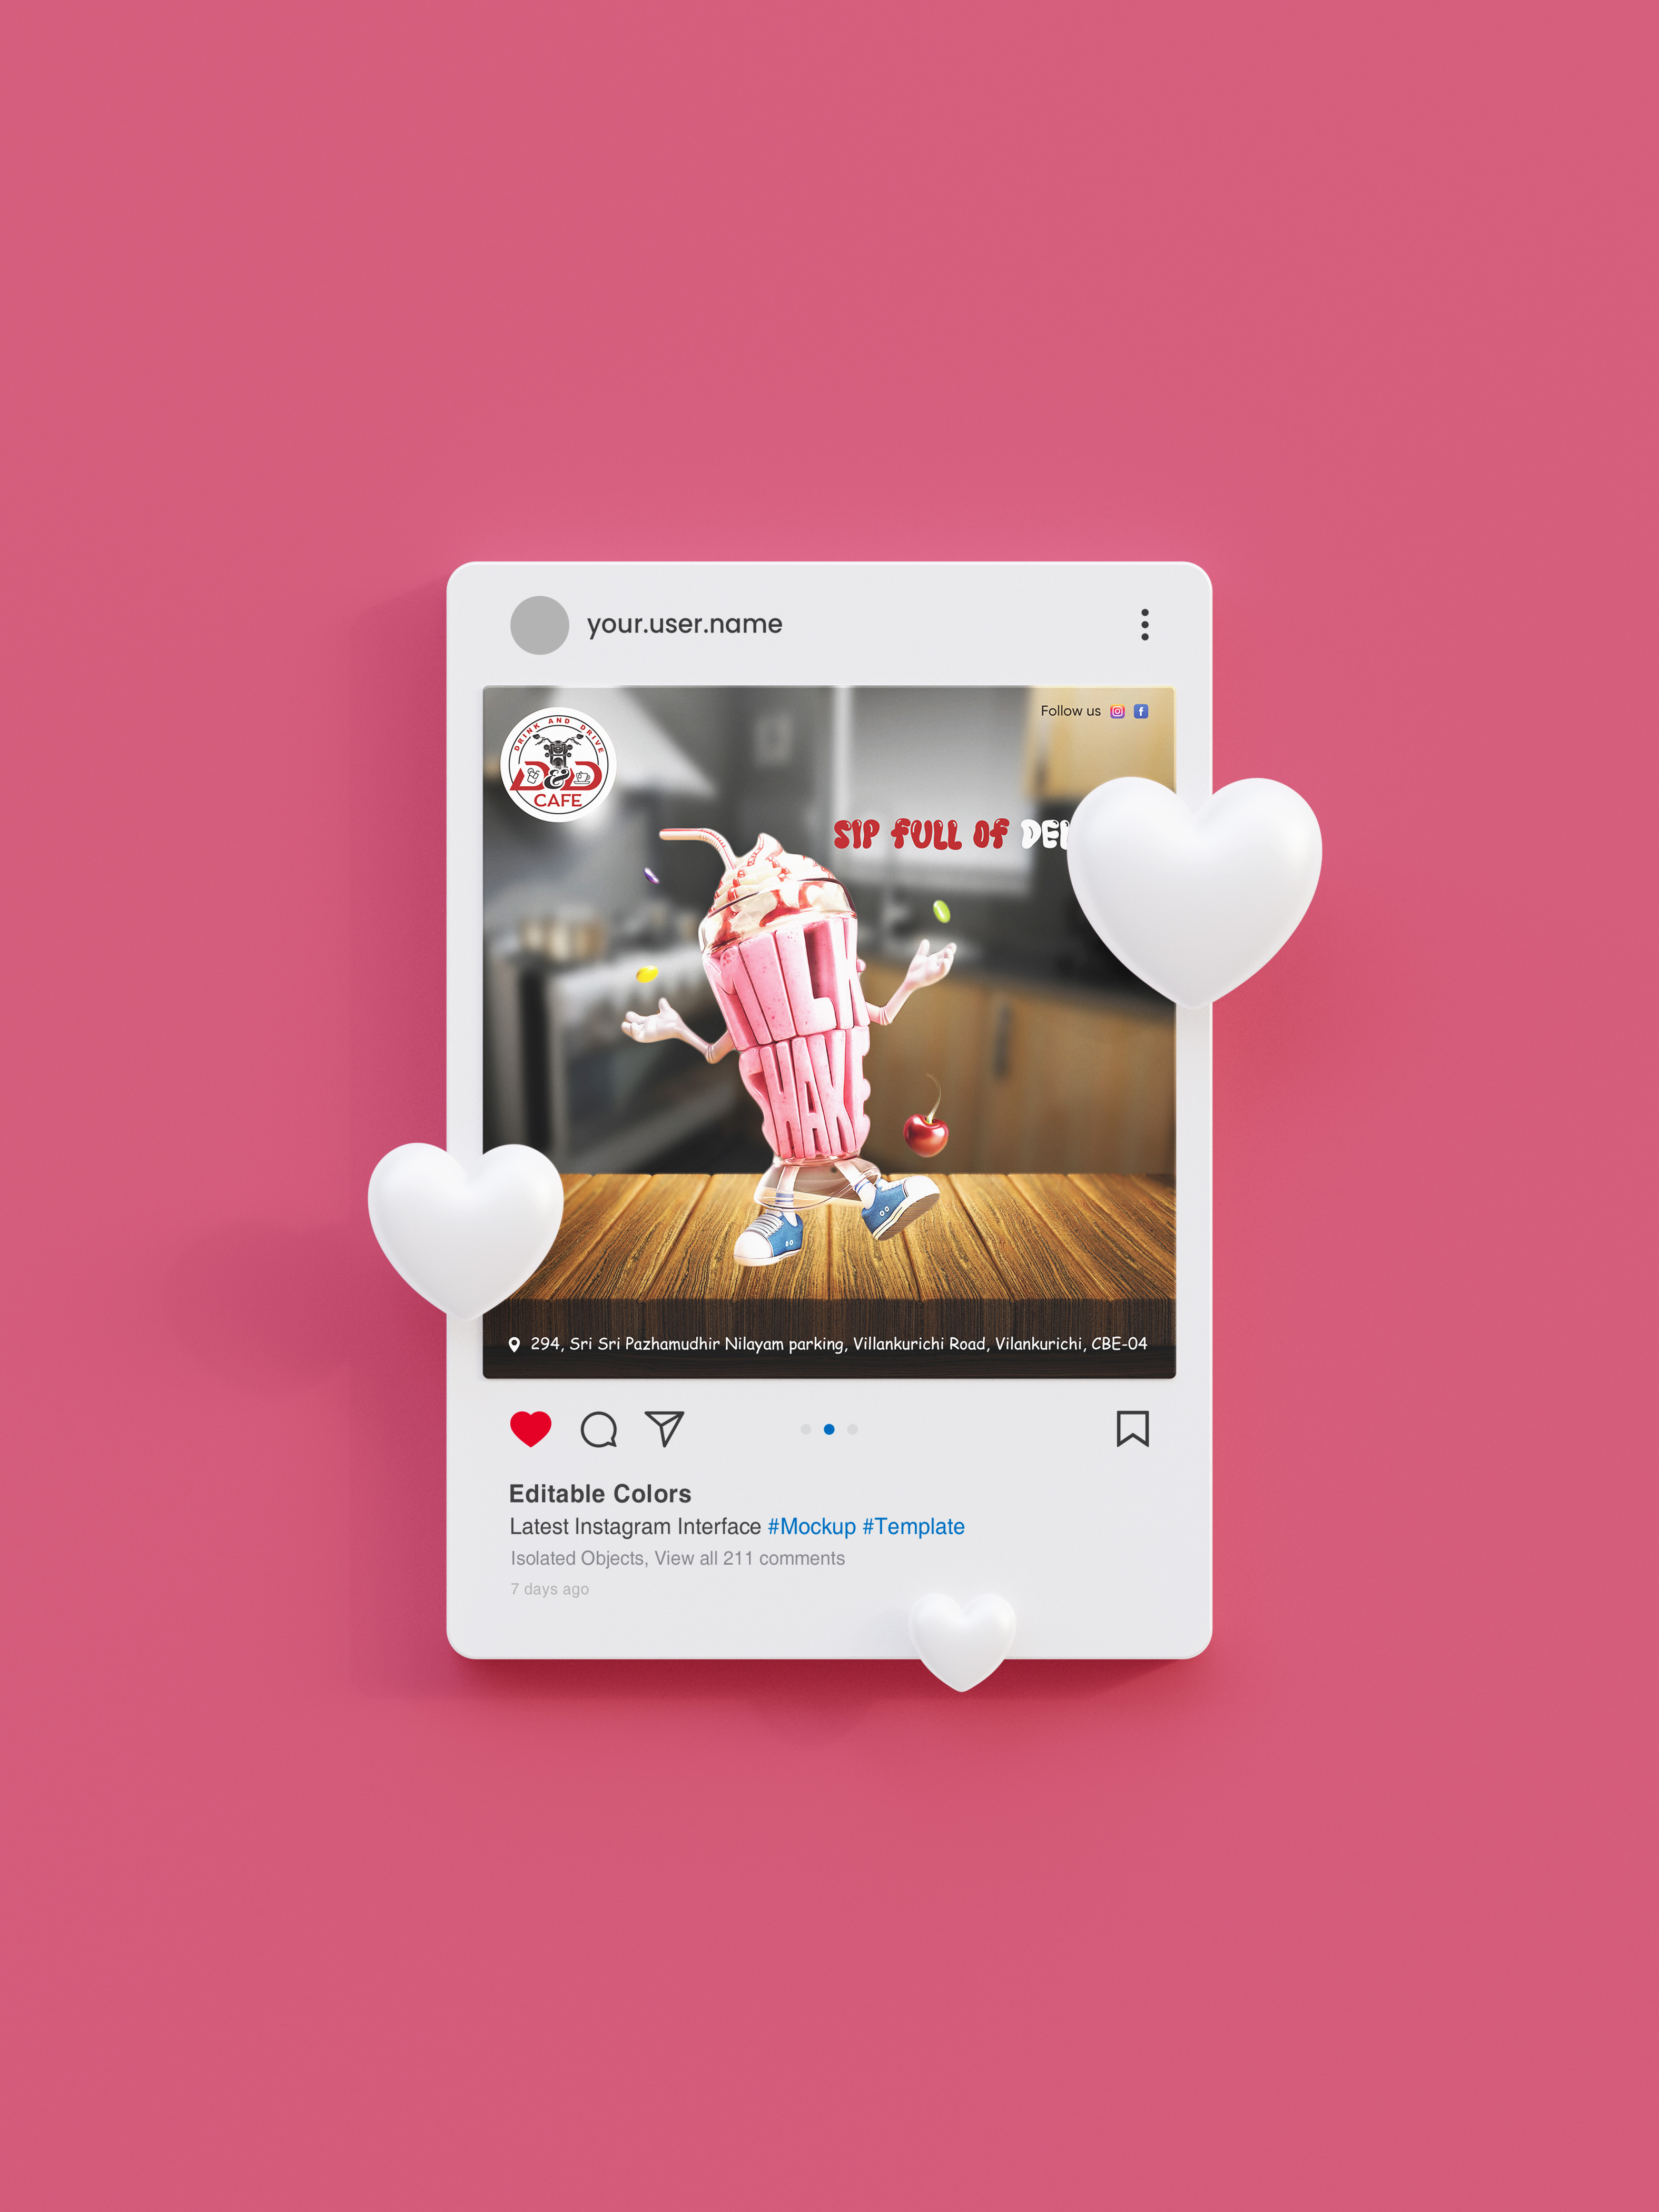 your.user.name
Follow us
DRINK AND DRIVE
D&D
CAFE
SIP FULL OF
MILK
SHAKE
294, Sri Sri Pazhamudhir Nilayam parking, Villankurichi Road, Vilankurichi, CBE-04
Editable Colors
Latest Instagram Interface #Mockup #Template
Isolated Objects, View all 211 comments
7 days ago